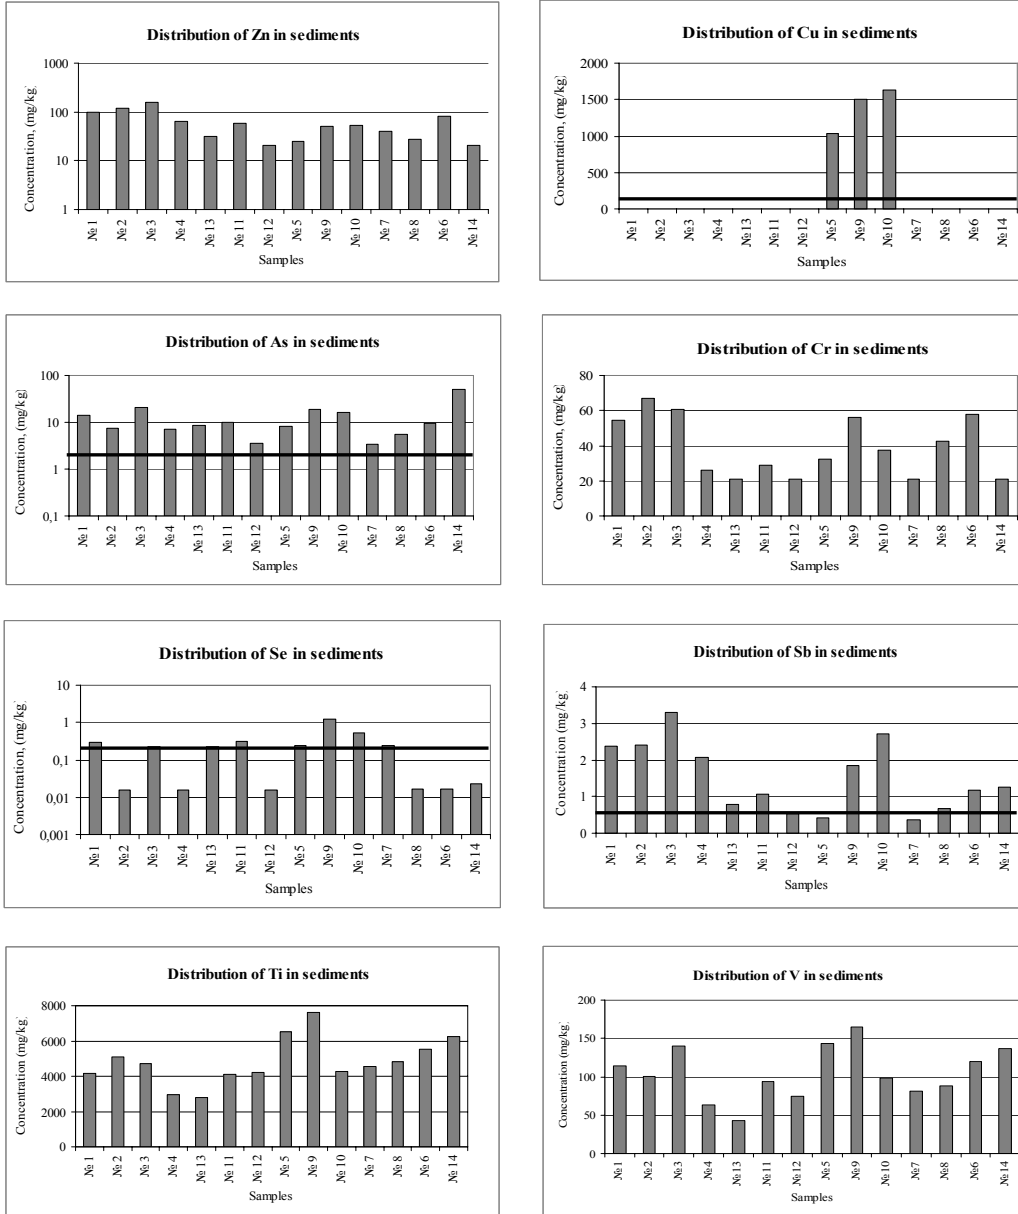 Distribution of Zn in sediments
Concentration, (mg/kg)
1000
100
10
1
№1 №2 №3 №4 №13 №11 №12 №5 №9 №10 №7 №8 №6 №14
Samples
Distribution of Cu in sediments
Concentration, (mg/kg)
2000
1500
1000
500
0
№1 №2 №3 №4 №13 №11 №12 №5 №9 №10 №7 №8 №6 №14
Samples
Distribution of As in sediments
Concentration, (mg/kg)
100
10
1
0,1
№1 №2 №3 №4 №13 №11 №12 №5 №9 №10 №7 №8 №6 №14
Samples
Distribution of Cr in sediments
Concentration, (mg/kg)
80
60
40
20
0
№1 №2 №3 №4 №13 №11 №12 №5 №9 №10 №7 №8 №6 №14
Samples
Distribution of Se in sediments
Concentration, (mg/kg)
10
1
0,1
0,01
0,001
№1 №2 №3 №4 №13 №11 №12 №5 №9 №10 №7 №8 №6 №14
Samples
Distribution of Sb in sediments
Concentration (mg/kg)
4
3
2
1
0
№1 №2 №3 №4 №13 №11 №12 №5 №9 №10 №7 №8 №6 №14
Samples
Distribution of Ti in sediments
Concentration (mg/kg)
8000
6000
4000
2000
0
№1 №2 №3 №4 №13 №11 №12 №5 №9 №10 №7 №8 №6 №14
Samples
Distribution of V in sediments
Concentration (mg/kg)
200
150
100
50
0
№1 №2 №3 №4 №13 №11 №12 №5 №9 №10 №7 №8 №6 №14
Samples